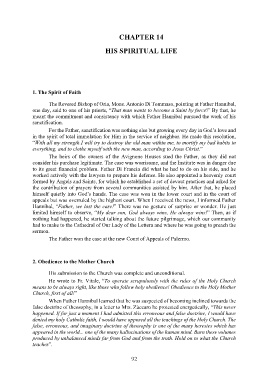 CHAPTER 14
HIS SPIRITUAL LIFE
1. The Spirit of Faith
The Reverend Bishop of Oria, Mons. Antonio Di Tommaso, pointing at Father Hannibal,
one day, said to one of his priests, "That man wants to become a Saint by force!" By that, he
meant the commitment and consistency with which Father Hannibal pursued the work of his
sanctification.
For the Father, sanctification was nothing else but growing every day in God's love and
in the spirit of total immolation for Him in the service of neighbor. He made this resolution,
"With all my strength I will try to destroy the old man within me, to mortify my bad habits in
everything, and to clothe myself with the new man, according to Jesus Christ."
The heirs of the owners of the Avignone Houses sued the Father, as they did not
consider his purchase legitimate. The case was wearisome, and the Institute was in danger due
to its great financial problem. Father Di Francia did what he had to do on his side, and he
worked actively with the lawyers to prepare his defense. He also appointed a heavenly court
formed by Angels and Saints, for which he established a set of devout practices and asked for
the contribution of prayers from several communities assisted by him. After that, he placed
himself quietly into God's hands. The case was won in the lower court and in the court of
appeals but was overruled by the highest court. When I received the news, I informed Father
Hannibal, "Father, we lost the case!" There was no gesture of surprise or wonder. He just
limited himself to observe, "My dear son, God always wins, He always wins!" Then, as if
nothing had happened, he started talking about the future pilgrimage, which our community
had to make to the Cathedral of Our Lady of the Letters and where he was going to preach the
sermon.
The Father won the case at the new Court of Appeals of Palermo.
2. Obedience to the Mother Church
His submission to the Church was complete and unconditional.
He wrote to Fr. Vitale, "To operate scrupulously with the rules of the Holy Church
means to be always right, like those who follow holy obedience! Obedience to the Holy Mother
Church, first of all!"
When Father Hannibal learned that he was suspected of becoming inclined towards the
false doctrine of theosophy, in a letter to Mrs. Zaccaro he protested energetically, "This never
happened. If for just a moment I had admitted this erroneous and false doctrine, I would have
denied my holy Catholic faith, I would have opposed all the teachings of the Holy Church. The
false, erroneous, and imaginary doctrine of theosophy is one of the many heresies which has
appeared in the world... one of the many hallucinations of the human mind. Burn those volumes
produced by unbalanced minds far from God and from the truth. Hold on to what the Church
teaches".
92